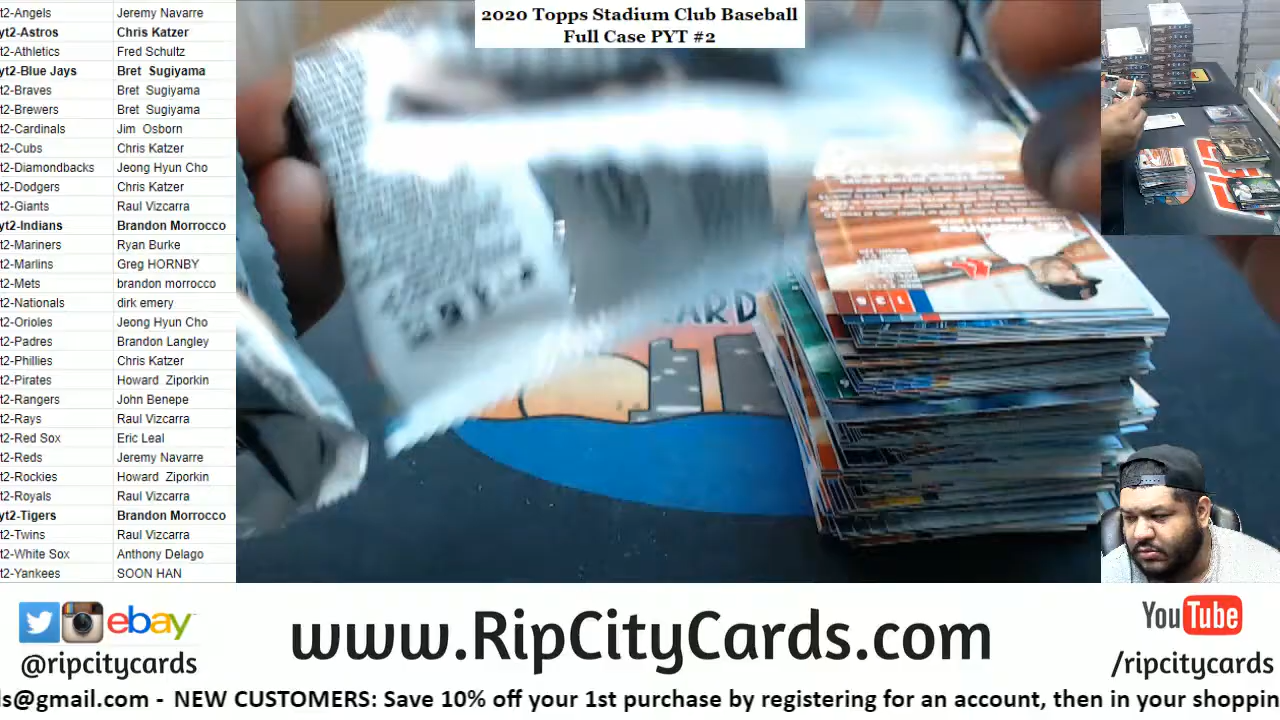 2020 Topps Stadium Club Baseball
Full Case PYT #2
t2-Angels Jeremy Navarre
yt2-Astros Chris Katzer
t2-Athletics Fred Schultz
yt2-Blue Jays Bret Sugiyama
t2-Braves Bret Sugiyama
t2-Brewers Bret Sugiyama
t2-Cardinals Jim Osborn
t2-Cubs Chris Katzer
t2-Diamondbacks Jeong Hyun Cho
t2-Dodgers Chris Katzer
t2-Giants Raul Vizcarra
yt2-Indians Brandon Morrocco
t2-Mariners Ryan Burke
t2-Marlins Greg HORNBY
t2-Mets brandon morrocco
t2-Nationals dirk emery
t2-Orioles Jeong Hyun Cho
t2-Padres Brandon Langley
t2-Phillies Chris Katzer
t2-Pirates Howard Ziporkin
t2-Rangers John Benepe
t2-Rays Raul Vizcarra
t2-Red Sox Eric Leal
t2-Reds Jeremy Navarre
t2-Rockies Howard Ziporkin
t2-Royals Raul Vizcarra
yt2-Tigers Brandon Morrocco
t2-Twins Raul Vizcarra
t2-White Sox Anthony Delago
t2-Yankees SOON HAN
ARD
ebay
@ripcitycards
www.RipCityCards.com
YouTube
/ripcitycards
ds@gmail.com - NEW CUSTOMERS: Save 10% off your 1st purchase by registering for an account, then in your shoppin